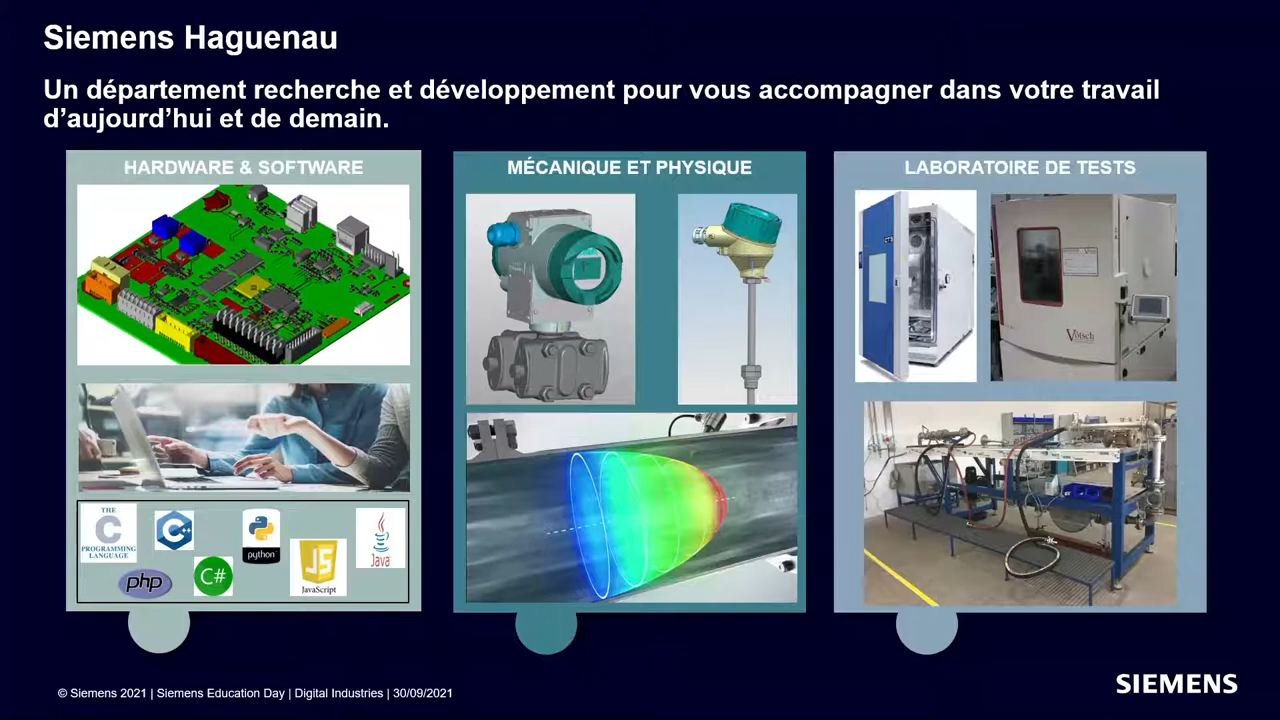 Siemens Haguenau
Un département recherche et développement pour vous accompagner dans votre travail
d’aujourd’hui et de demain.
HARDWARE & SOFTWARE
THE
C
PROGRAMMING
LANGUAGE
C++
python
Java
php
C#
JS
JavaScript
MÉCANIQUE ET PHYSIQUE
LABORATOIRE DE TESTS
CTS
Vötsch
© Siemens 2021 | Siemens Education Day | Digital Industries | 30/09/2021
SIEMENS